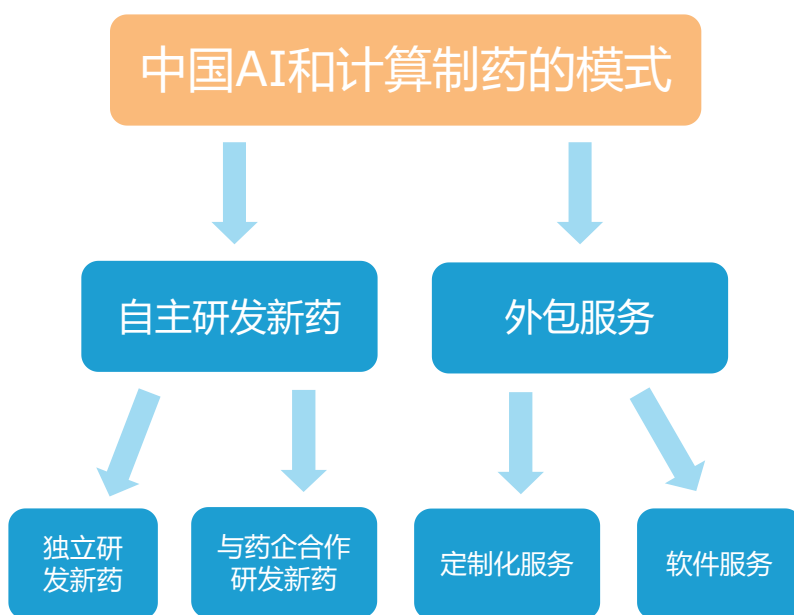 中国AI和计算制药的模式
自主研发新药
外包服务
独立研
发新药
与药企合作
研发新药
定制化服务
软件服务